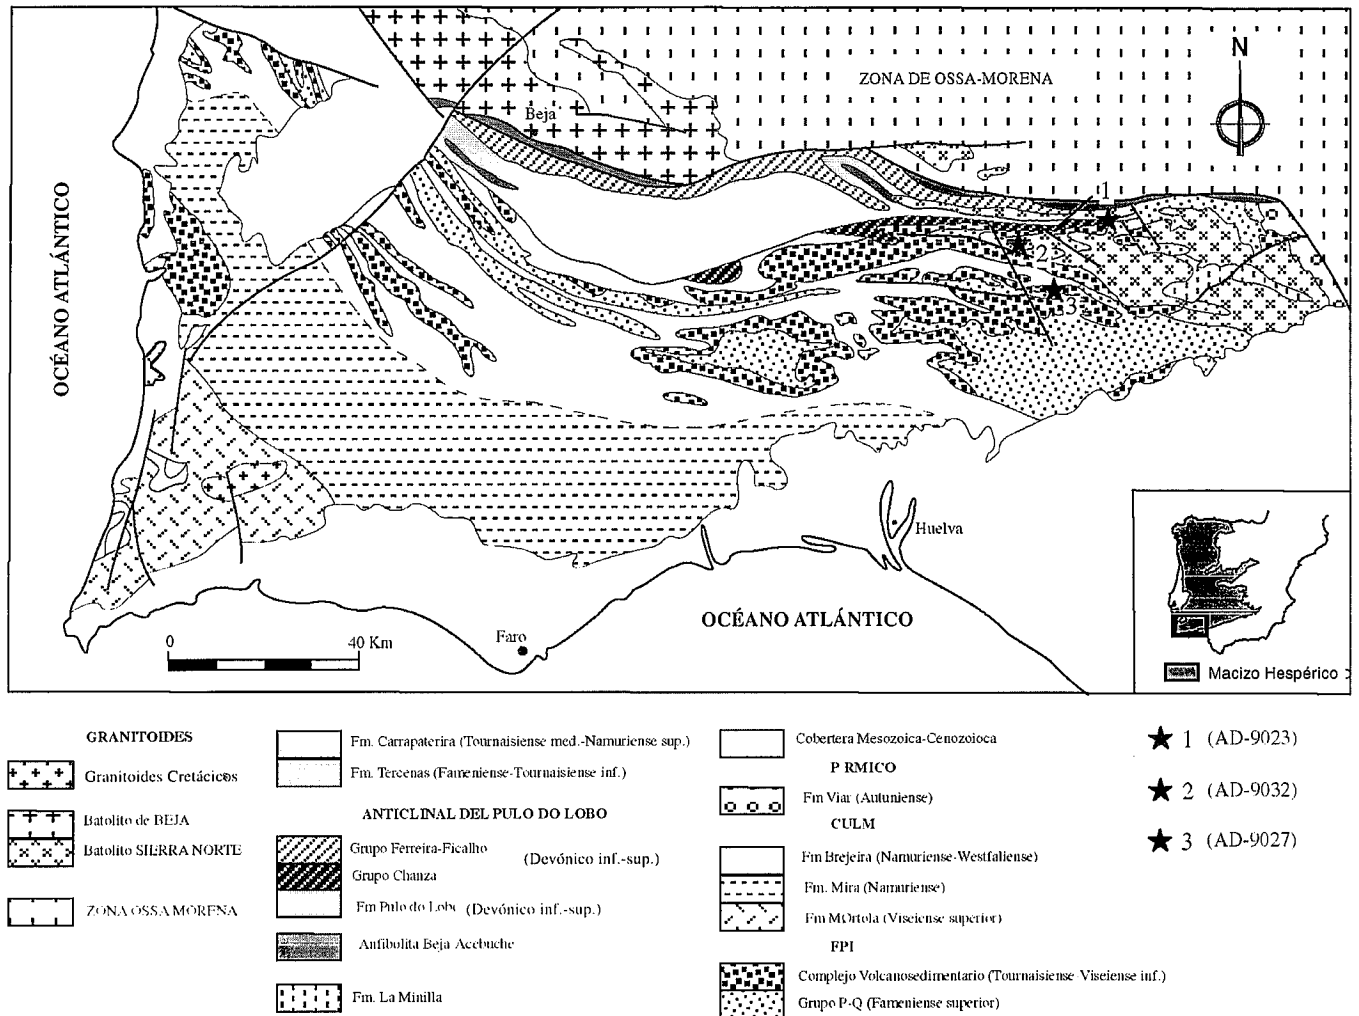 ZONA DE OSSA-MORENA
N
Beja
OCÉANO ATLÁNTICO
1
2
3
Huelva
OCÉANO ATLÁNTICO
Faro
0 40 Km
Macizo Hespérico
GRANITOIDES
Granitoides Cretácicos
Batolito de BEJA
Batolito SIERRA NORTE
ZONA OSSA MORENA
Fm. Carrapaterira (Tournaisiense med.-Namuriense sup.)
Fm. Tercenas (Fameniense-Tournaisiense inf.)
ANTICLINAL DEL PULO DO LOBO
Grupo Ferreira-Ficalho (Devónico inf.-sup.)
Grupo Chanza
Fm Pulo do Lobo (Devónico inf.-sup.)
Anfibolita Beja Acebuche
Fm. La Minilla
Cobertera Mesozoica-Cenozoioca
P RMICO
Fm Viar (Autuniense)
CULM
Fm Brejeira (Namuriense-Westfaliense)
Fm. Mira (Namuriense)
Fm MOrtola (Viseiense superior)
FPI
Complejo Volcanosedimentario (Tournaisiense-Viseiense inf.)
Grupo P-Q (Fameniense superior)
1 (AD-9023)
2 (AD-9032)
3 (AD-9027)